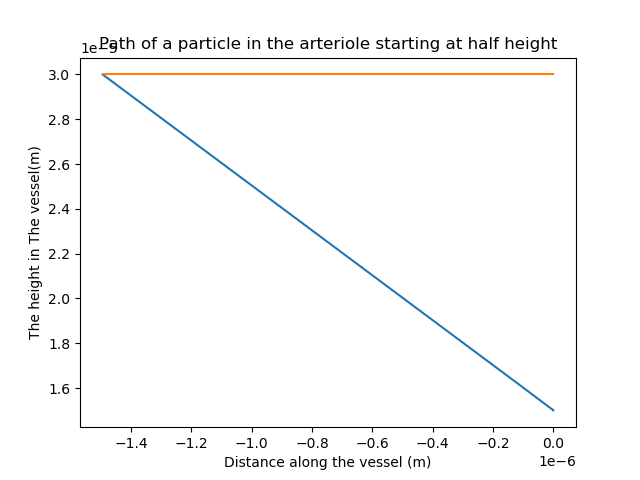 Path of a particle in the arteriole starting at half height
3.0
2.8
2.6
2.4
2.2
2.0
1.8
1.6
The height in The vessel(m)
−1.4 −1.2 −1.0 −0.8 −0.6 −0.4 −0.2 0.0
1e−6
Distance along the vessel (m)